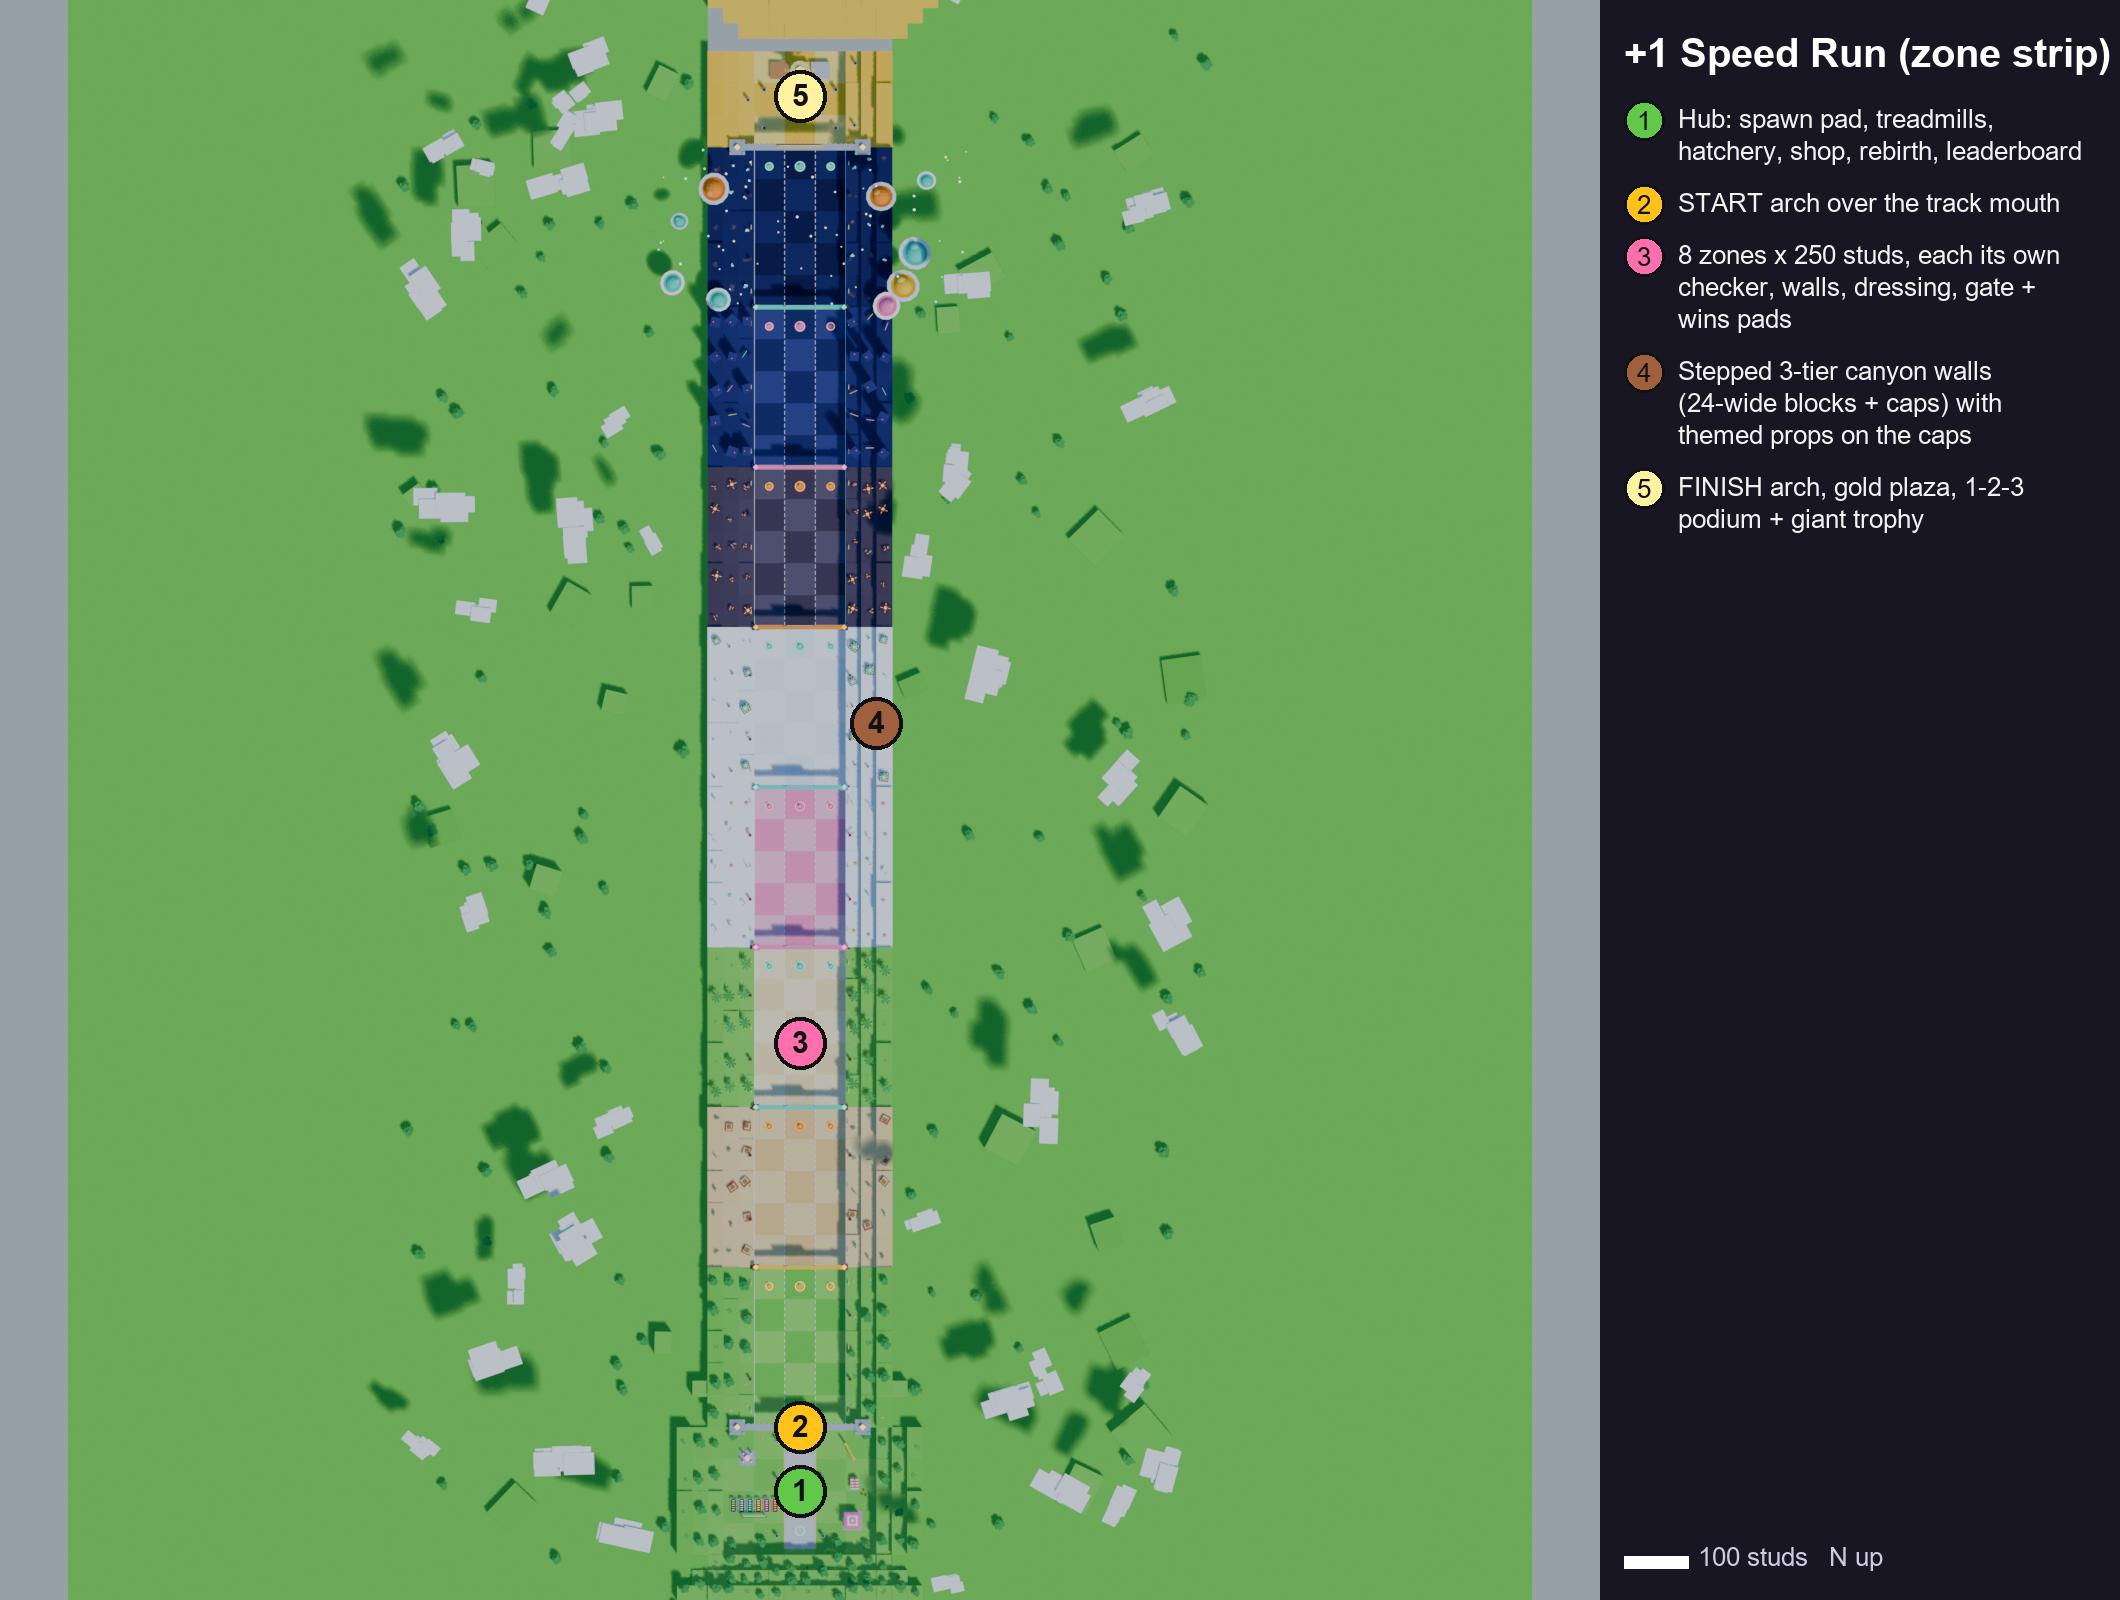 +1 Speed Run (zone strip)
1 Hub: spawn pad, treadmills,
hatchery, shop, rebirth, leaderboard
2 START arch over the track mouth
3 8 zones x 250 studs, each its own
checker, walls, dressing, gate +
wins pads
4 Stepped 3-tier canyon walls
(24-wide blocks + caps) with
themed props on the caps
5 FINISH arch, gold plaza, 1-2-3
podium + giant trophy
5
4
3
2
1
100 studs N up